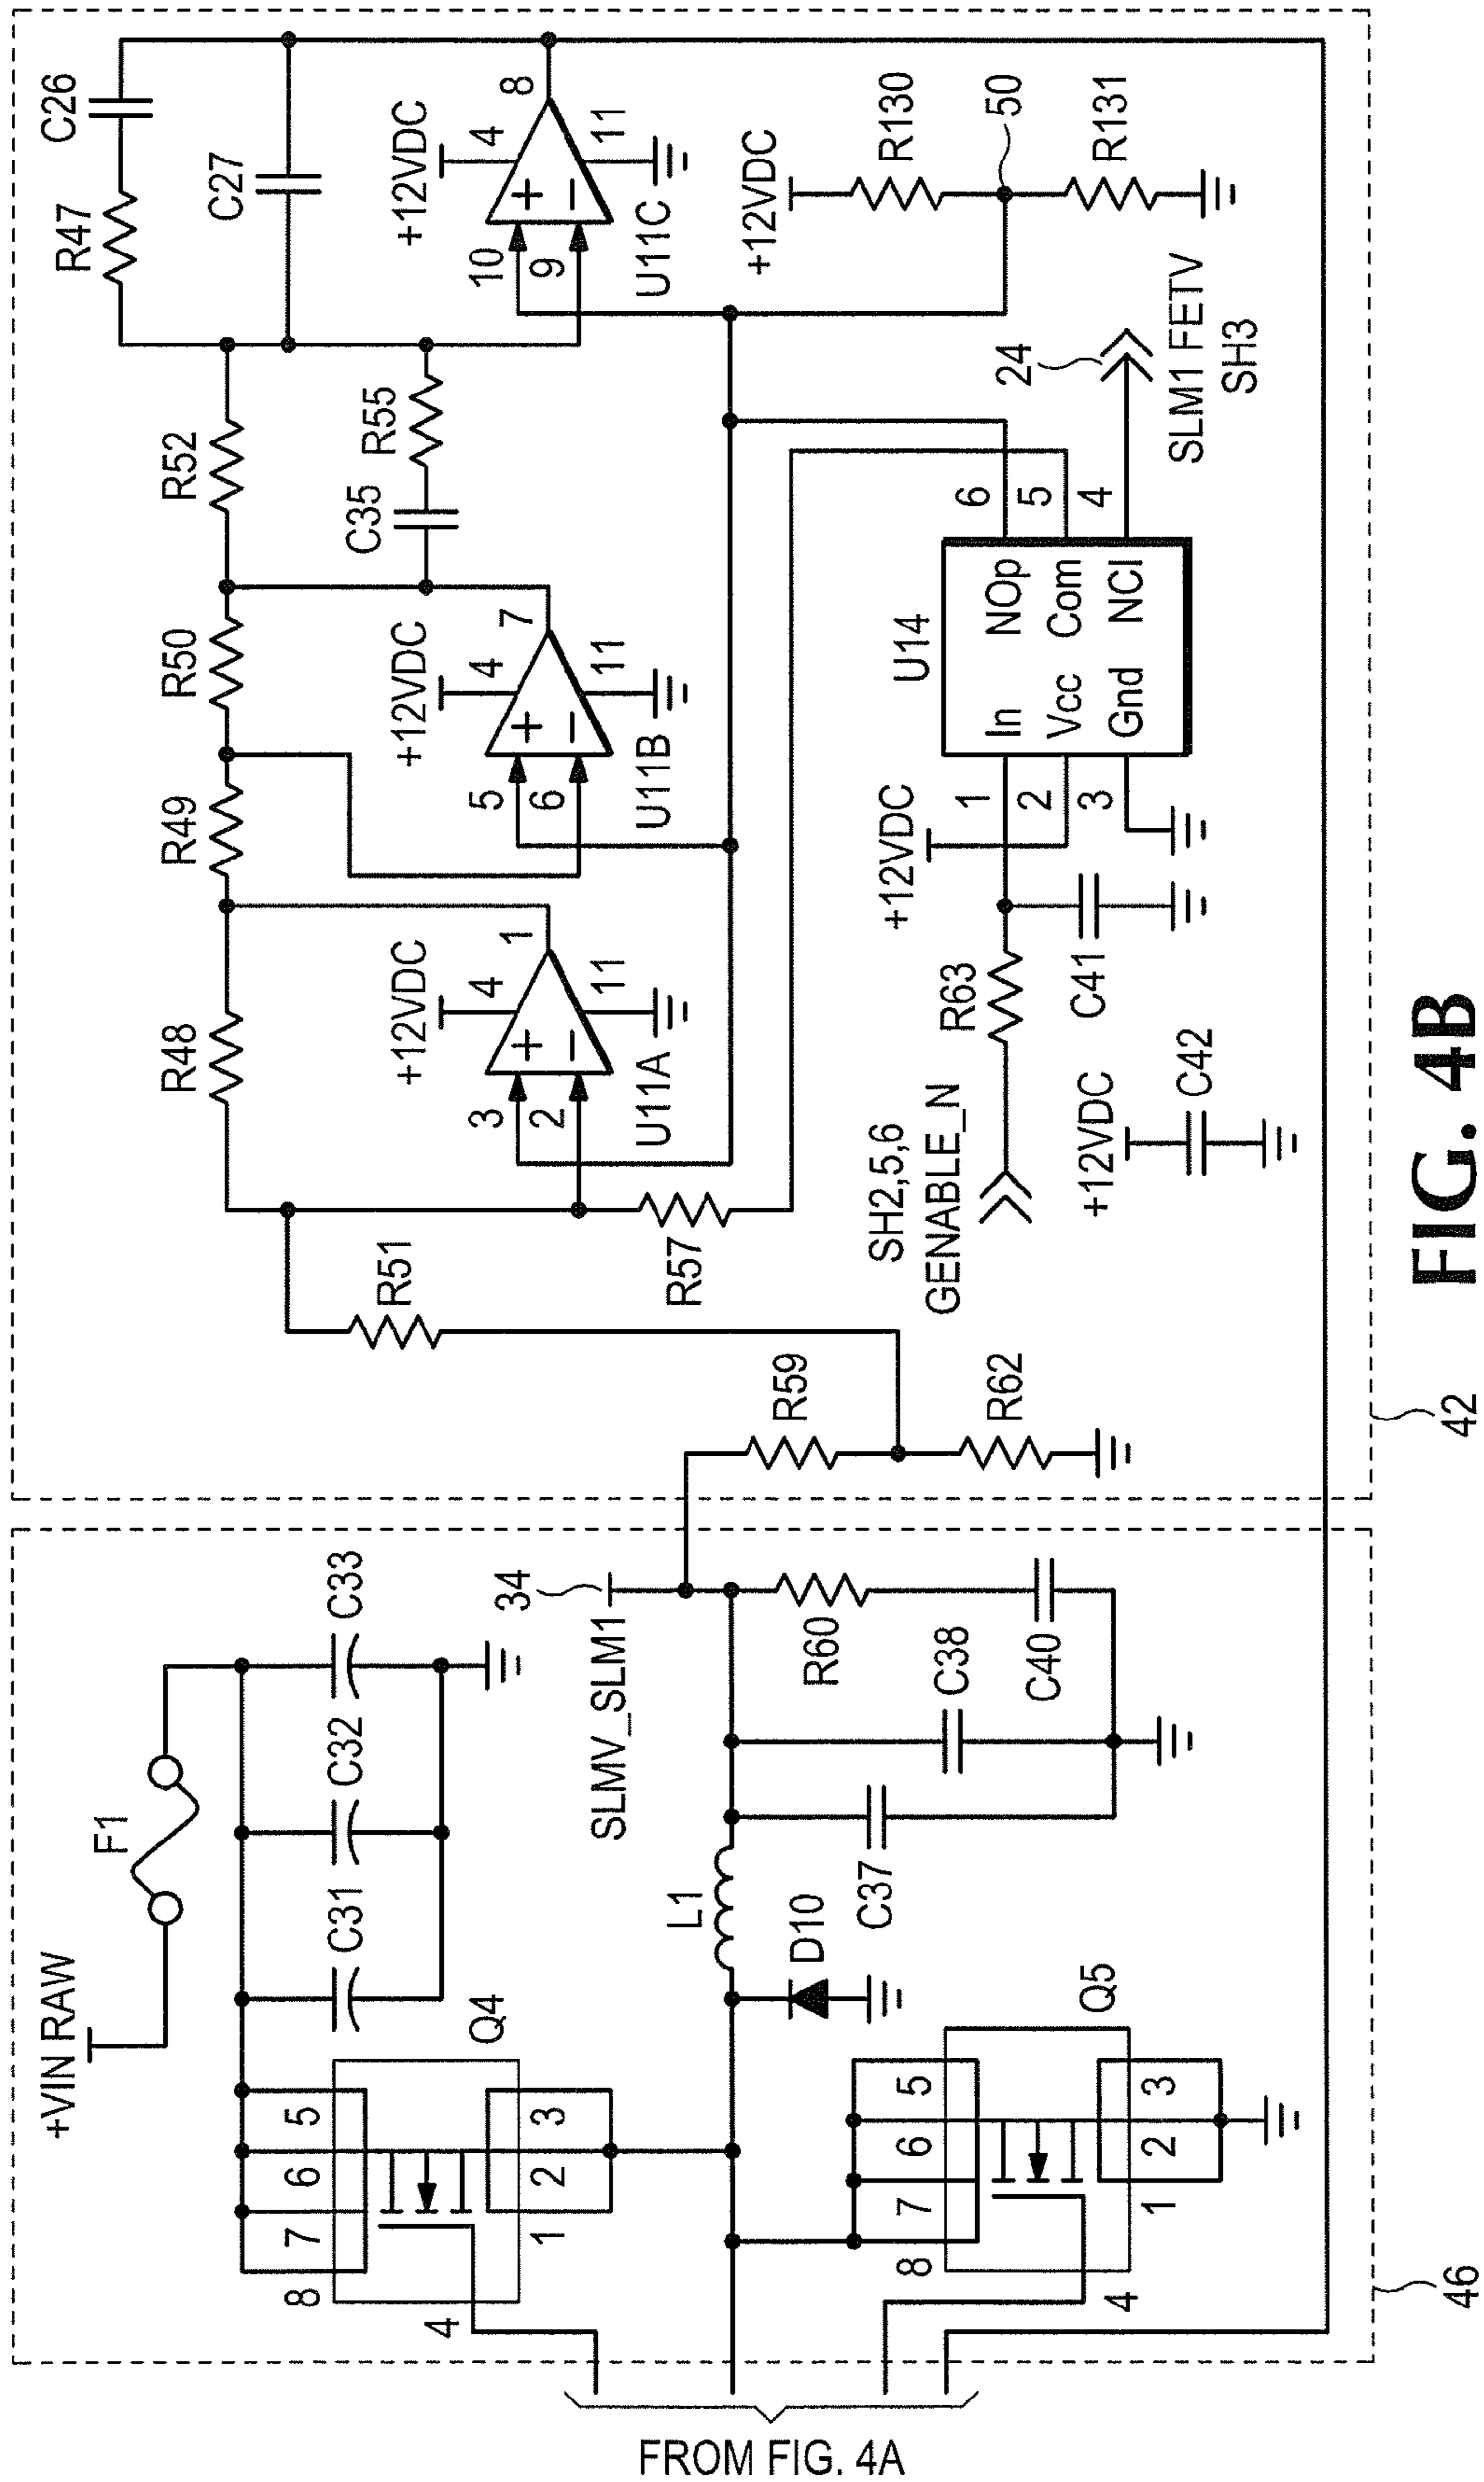 +VIN RAW
F1
C31
C32
C33
Q4
5
6
7
8
3
2
1
4
34
SLMV_SLM1
L1
D10
C37
C38
R60
C40
Q5
5
6
7
8
3
2
1
4
FROM FIG. 4A
46
R47
C26
C27
R48
R49
R50
R52
C35
R55
R51
R57
R59
R62
+12VDC
4
3
2
1
11
U11A
+12VDC
4
5
6
7
11
U11B
+12VDC
4
10
9
8
11
U11C
+12VDC
R130
50
R131
SH2,5,6
GENABLE_N
R63
C41
+12VDC
1
2
3
U14
In
Vcc
Gnd
NOp
Com
NCI
6
5
4
24
SLM1 FETV
SH3
+12VDC
C42
42
FIG. 4B